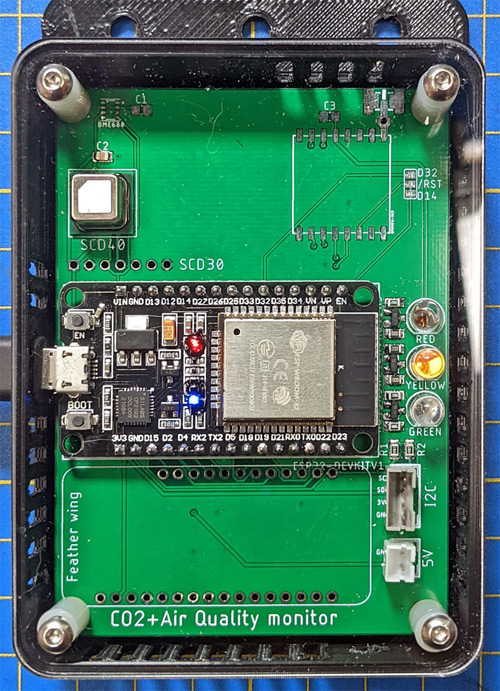 C1
C3
BME680
C2
D32
/RST
D14
SCD40
SCD30
VIN GND D13 D12 D14 D27 D26 D25 D33 D32 D35 D34 VN VP EN
EN
RED
YELLOW
BOOT
GREEN
3V3 GND D15 D2 D4 RX2 TX2 D5 D18 D19 D21 RX0 TX0 D22 D23
R1
R2
ESP32-DEVKITV1
I2C
GND
5V
Feather wing
CO2+Air Quality monitor